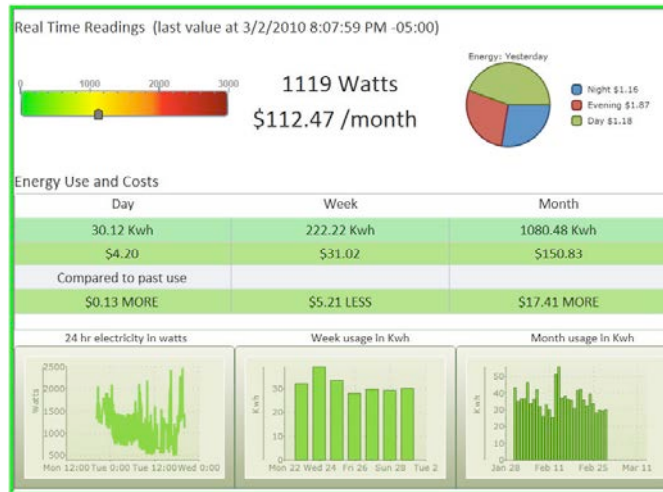 Real Time Readings (last value at 3/2/2010 8:07:59 PM -05:00)
0 1000 2000 3000
1119 Watts
$112.47 /month
Energy: Yesterday
Night $1.16
Evening $1.87
Day $1.18
Energy Use and Costs
Day Week Month
30.12 Kwh 222.22 Kwh 1080.48 Kwh
$4.20 $31.02 $150.83
Compared to past use
$0.13 MORE $5.21 LESS $17.41 MORE
24 hr electricity in watts
Watts
2500
2000
1500
1000
500
Mon 12:00 Tue 0:00 Tue 12:00 Wed 0:00
Week usage in Kwh
Kwh
30
20
10
0
Mon 22 Wed 24 Fri 26 Sun 28 Tue 2
Month usage in Kwh
Kwh
50
40
30
20
10
0
Jan 28 Feb 11 Feb 25 Mar 11